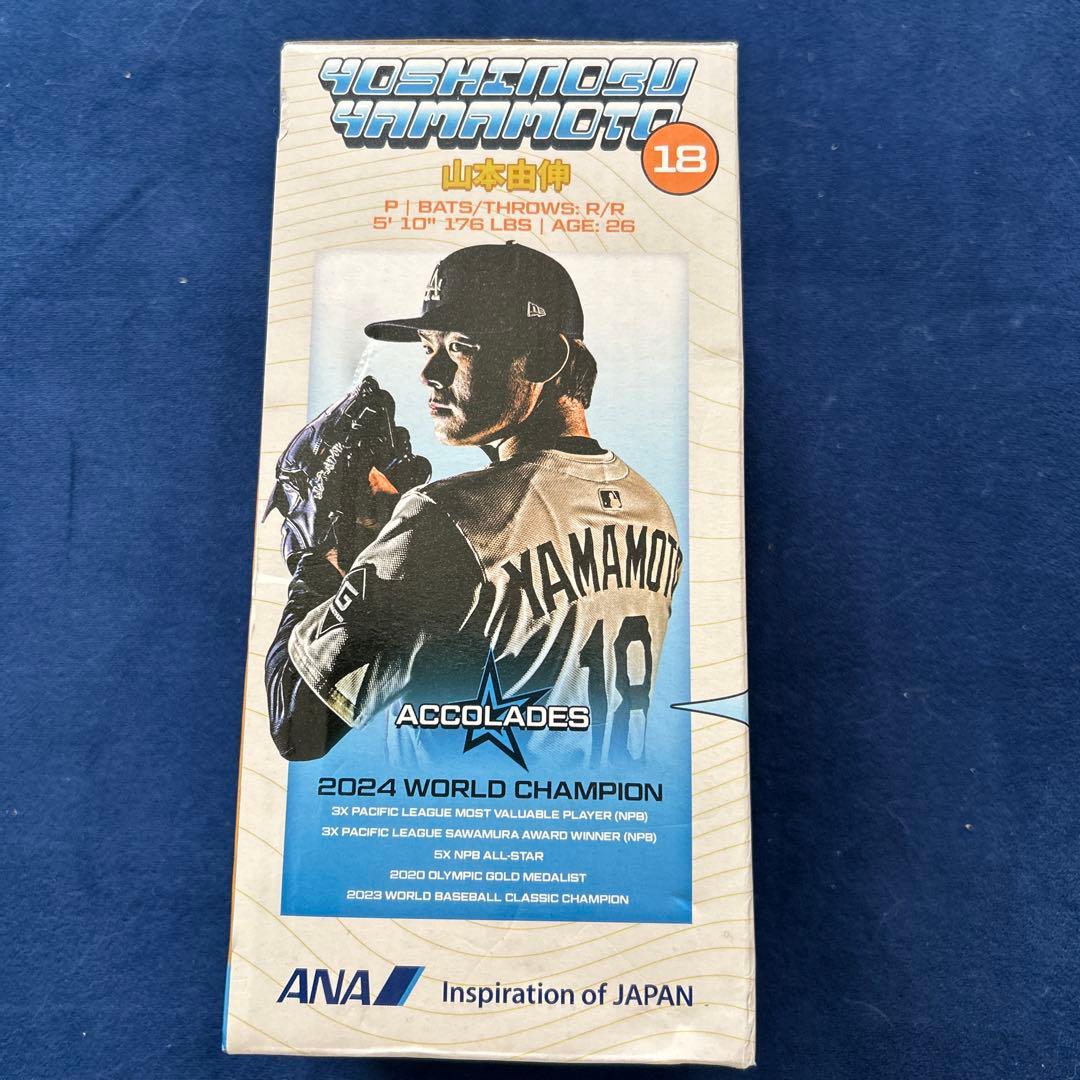 YOSHINOBU
YAMAMOTO
18
山本由伸
P | BATS/THROWS: R/R
5' 10" 176 LBS | AGE: 26
LA
YAMAMOTO
18
ACCOLADES
2024 WORLD CHAMPION
3X PACIFIC LEAGUE MOST VALUABLE PLAYER (NPB)
3X PACIFIC LEAGUE SAWAMURA AWARD WINNER (NPB)
5X NPB ALL-STAR
2020 OLYMPIC GOLD MEDALIST
2023 WORLD BASEBALL CLASSIC CHAMPION
ANA Inspiration of JAPAN